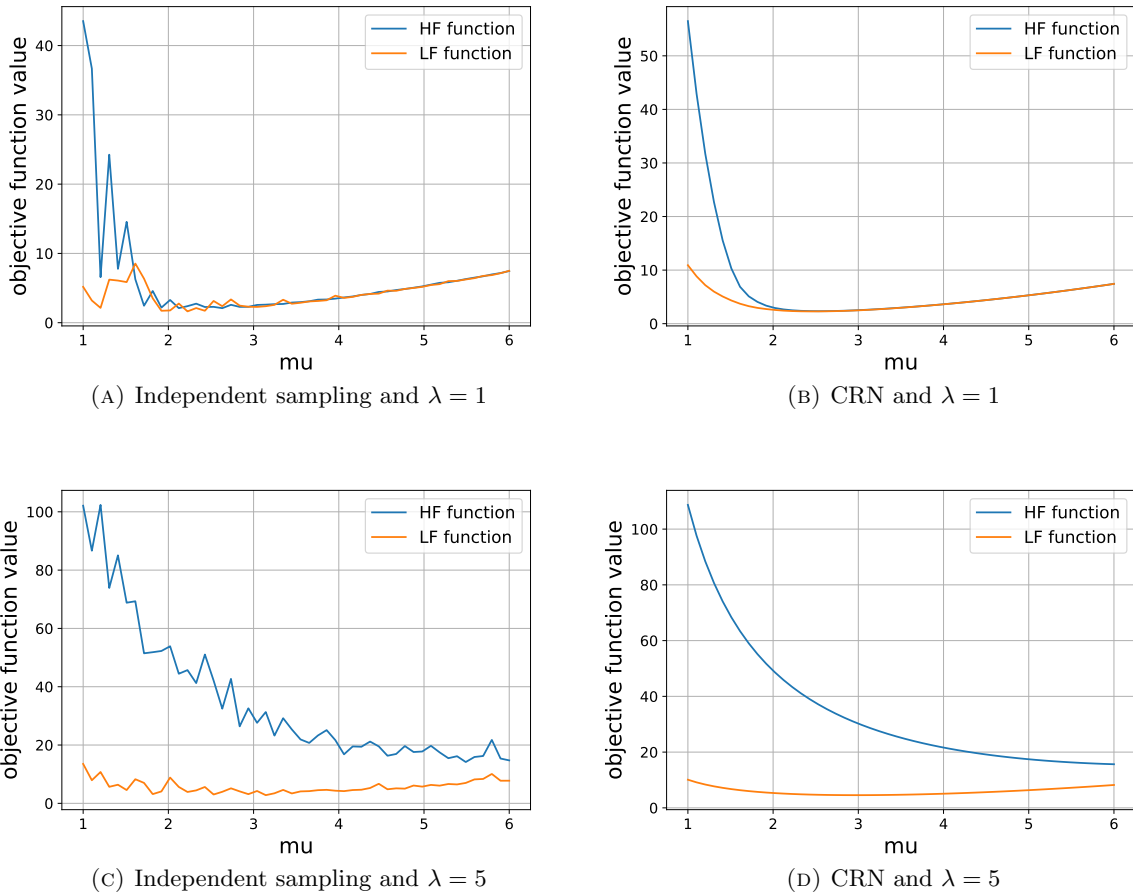 objective function value
40
30
20
10
0
1 2 3 4 5 6
mu
HF function
LF function
(A) Independent sampling and λ = 1
objective function value
50
40
30
20
10
0
1 2 3 4 5 6
mu
HF function
LF function
(B) CRN and λ = 1
objective function value
100
80
60
40
20
0
1 2 3 4 5 6
mu
HF function
LF function
(C) Independent sampling and λ = 5
objective function value
100
80
60
40
20
0
1 2 3 4 5 6
mu
HF function
LF function
(D) CRN and λ = 5